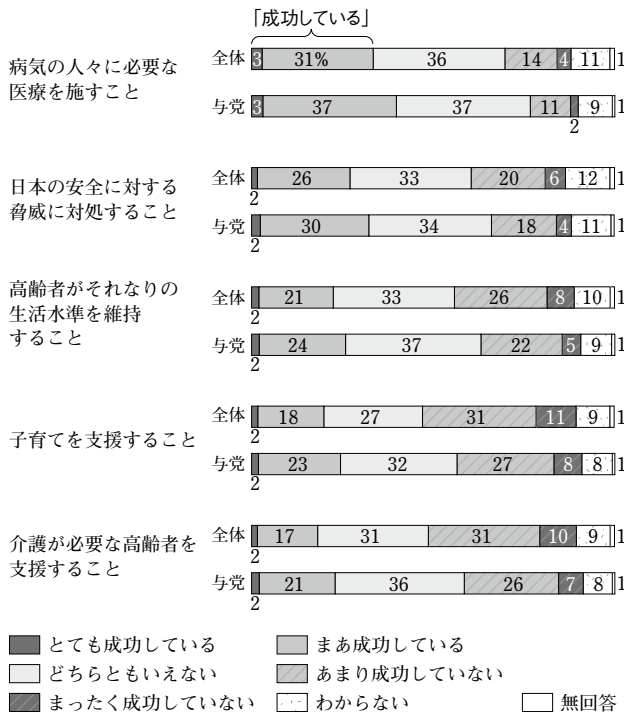 「成功している」
病気の人々に必要な
医療を施すこと
全体 3 31% 36 14 4 11 1
与党 3 37 37 11 9 1
2
日本の安全に対する
脅威に対処すること
全体 26 33 20 6 12 1
2
与党 30 34 18 4 11 1
2
高齢者がそれなりの
生活水準を維持
すること
全体 21 33 26 8 10 1
2
与党 24 37 22 5 9 1
2
子育てを支援すること
全体 18 27 31 11 9 1
2
与党 23 32 27 8 8 1
2
介護が必要な高齢者を
支援すること
全体 17 31 31 10 9 1
2
与党 21 36 26 7 8 1
2
とても成功している まあ成功している
どちらともいえない あまり成功していない
まったく成功していない わからない 無回答